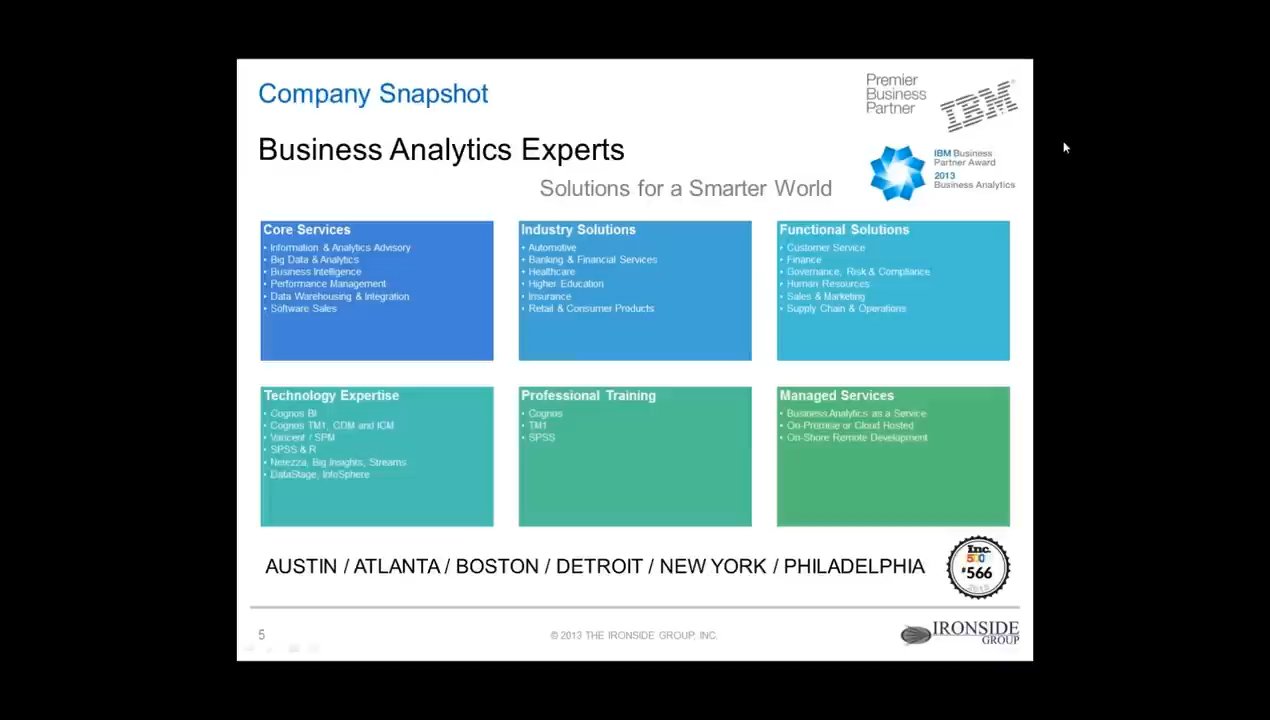 Company Snapshot
Premier
Business
Partner
IBM
Business Analytics Experts
Solutions for a Smarter World
IBM Business
Partner Award
2013
Business Analytics
Core Services
• Information & Analytics Advisory
• Big Data & Analytics
• Business Intelligence
• Performance Management
• Data Warehousing & Integration
• Software Sales
Industry Solutions
• Automotive
• Banking & Financial Services
• Healthcare
• Higher Education
• Insurance
• Retail & Consumer Products
Functional Solutions
• Customer Service
• Finance
• Governance, Risk & Compliance
• Human Resources
• Sales & Marketing
• Supply Chain & Operations
Technology Expertise
• Cognos BI
• Cognos TM1, CDM and ICM
• Varicent / SPM
• SPSS & R
• Netezza, Big Insights, Streams
• DataStage, InfoSphere
Professional Training
• Cognos
• TM1
• SPSS
Managed Services
• Business Analytics as a Service
• On-Premise or Cloud Hosted
• On-Shore Remote Development
AUSTIN / ATLANTA / BOSTON / DETROIT / NEW YORK / PHILADELPHIA
Inc.
500
#566
5
© 2013 THE IRONSIDE GROUP, INC.
IRONSIDE
GROUP